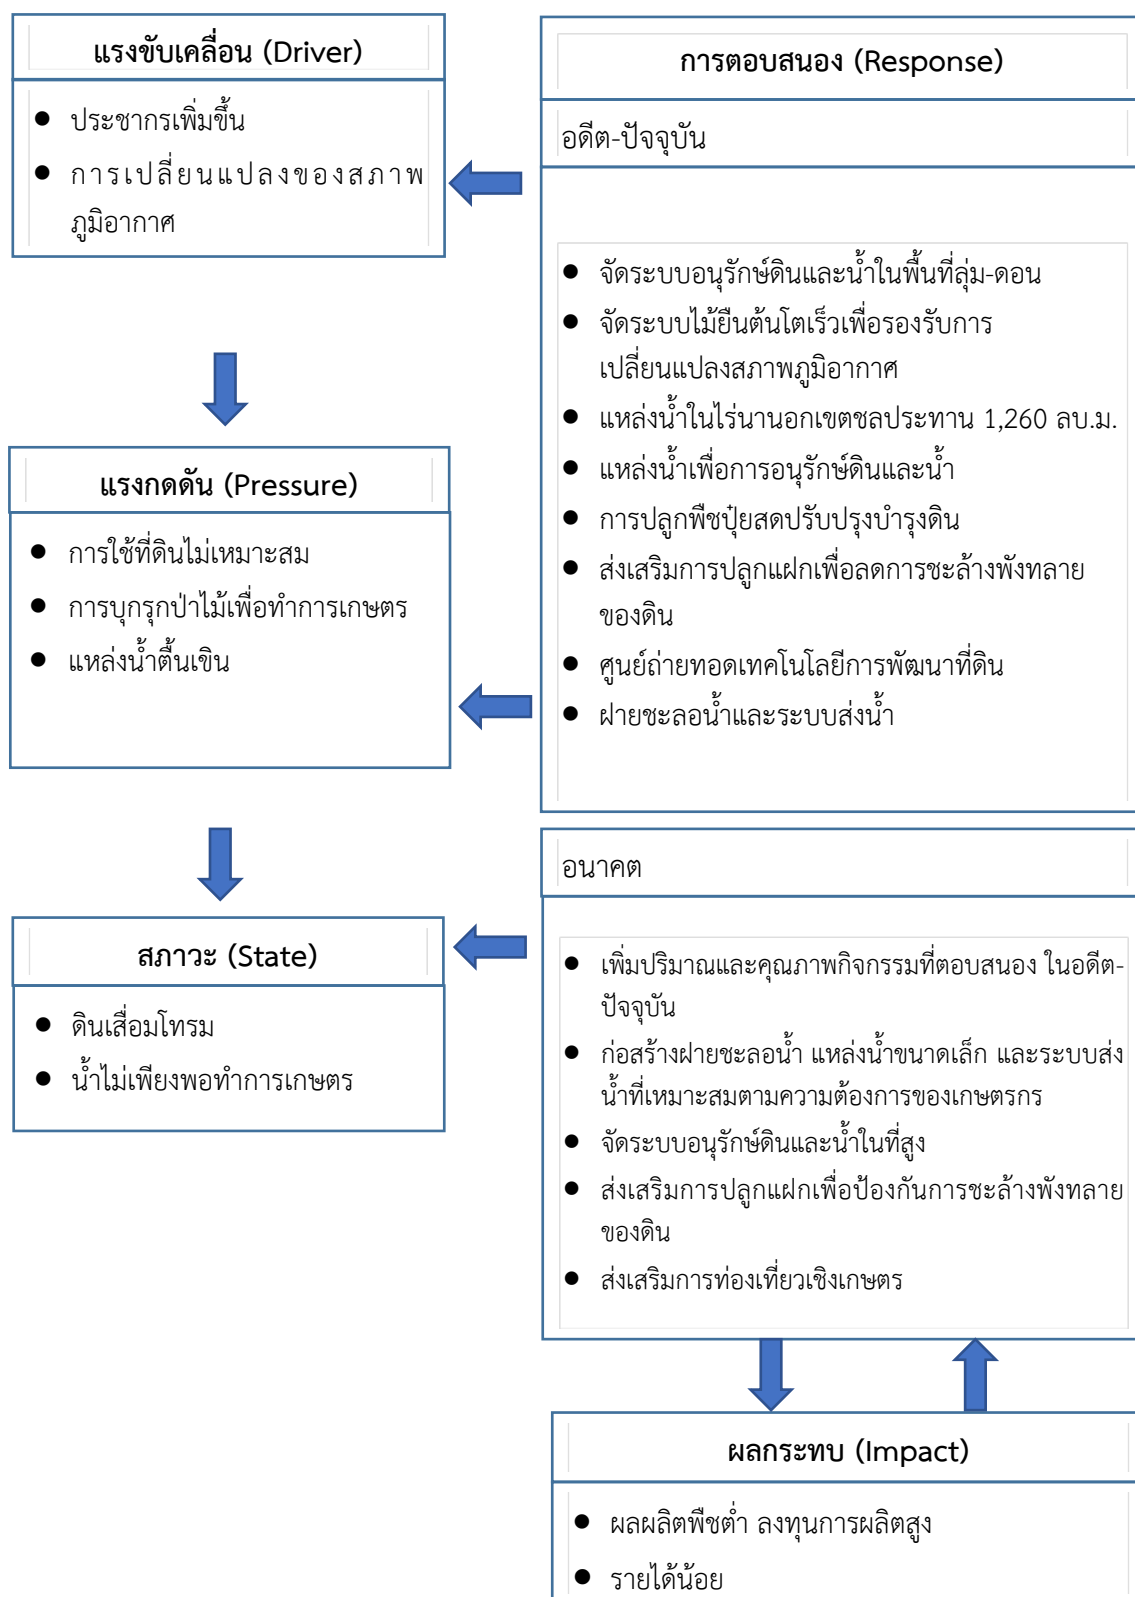 แรงขับเคลื่อน (Driver)
● ประชากรเพิ่มขึ้น
● การเปลี่ยนแปลงของสภาพ
ภูมิอากาศ
แรงกดดัน (Pressure)
● การใช้ที่ดินไม่เหมาะสม
● การบุกรุกป่าไม้เพื่อทำการเกษตร
● แหล่งน้ำตื้นเขิน
สภาวะ (State)
● ดินเสื่อมโทรม
● น้ำไม่เพียงพอทำการเกษตร
การตอบสนอง (Response)
อดีต-ปัจจุบัน
● จัดระบบอนุรักษ์ดินและน้ำในพื้นที่ลุ่ม-ดอน
● จัดระบบไม้ยืนต้นโตเร็วเพื่อรองรับการ
เปลี่ยนแปลงสภาพภูมิอากาศ
● แหล่งน้ำในไร่นานอกเขตชลประทาน 1,260 ลบ.ม.
● แหล่งน้ำเพื่อการอนุรักษ์ดินและน้ำ
● การปลูกพืชปุ๋ยสดปรับปรุงบำรุงดิน
● ส่งเสริมการปลูกแฝกเพื่อลดการชะล้างพังทลาย
ของดิน
● ศูนย์ถ่ายทอดเทคโนโลยีการพัฒนาที่ดิน
● ฝายชะลอน้ำและระบบส่งน้ำ
อนาคต
● เพิ่มปริมาณและคุณภาพกิจกรรมที่ตอบสนอง ในอดีต-
ปัจจุบัน
● ก่อสร้างฝายชะลอน้ำ แหล่งน้ำขนาดเล็ก และระบบส่ง
น้ำที่เหมาะสมตามความต้องการของเกษตรกร
● จัดระบบอนุรักษ์ดินและน้ำในที่สูง
● ส่งเสริมการปลูกแฝกเพื่อป้องกันการชะล้างพังทลาย
ของดิน
● ส่งเสริมการท่องเที่ยวเชิงเกษตร
ผลกระทบ (Impact)
● ผลผลิตพืชต่ำ ลงทุนการผลิตสูง
● รายได้น้อย